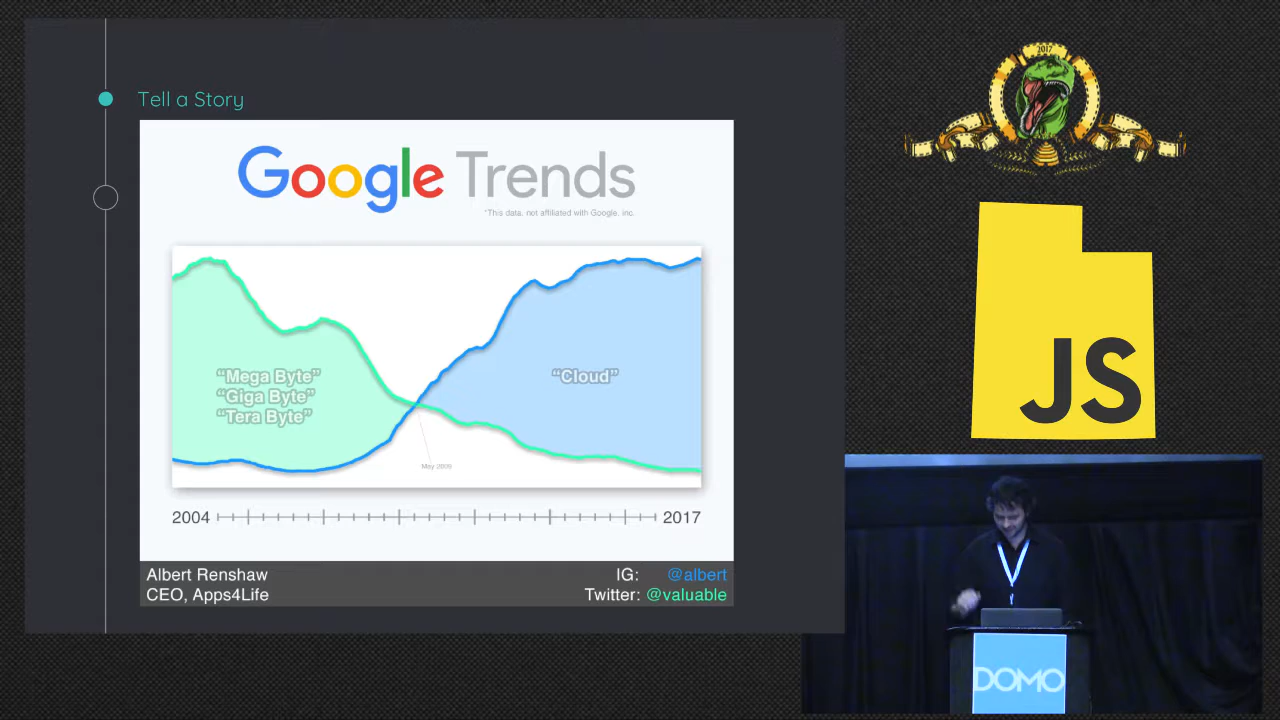 Tell a Story
Google Trends
*This data, not affiliated with Google, inc.
"Mega Byte"
"Giga Byte"
"Tera Byte"
"Cloud"
May 2009
2004
2017
Albert Renshaw
CEO, Apps4Life
IG: @albert
Twitter: @valuable
2017
JS
DOMO